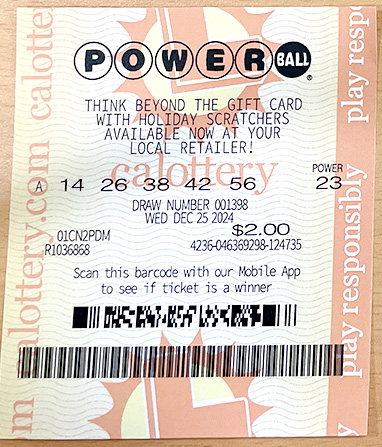 POWERBALL®
THINK BEYOND THE GIFT CARD
WITH HOLIDAY SCRATCHERS
AVAILABLE NOW AT YOUR
LOCAL RETAILER!
calottery
POWER
A 14 26 38 42 56 23
DRAW NUMBER 001398
WED DEC 25 2024
$2.00
01CN2PDM 4236-046369298-124735
R1036868
Scan this barcode with our Mobile App
to see if ticket is a winner
m calottery.com calotte
play responsibly play resp